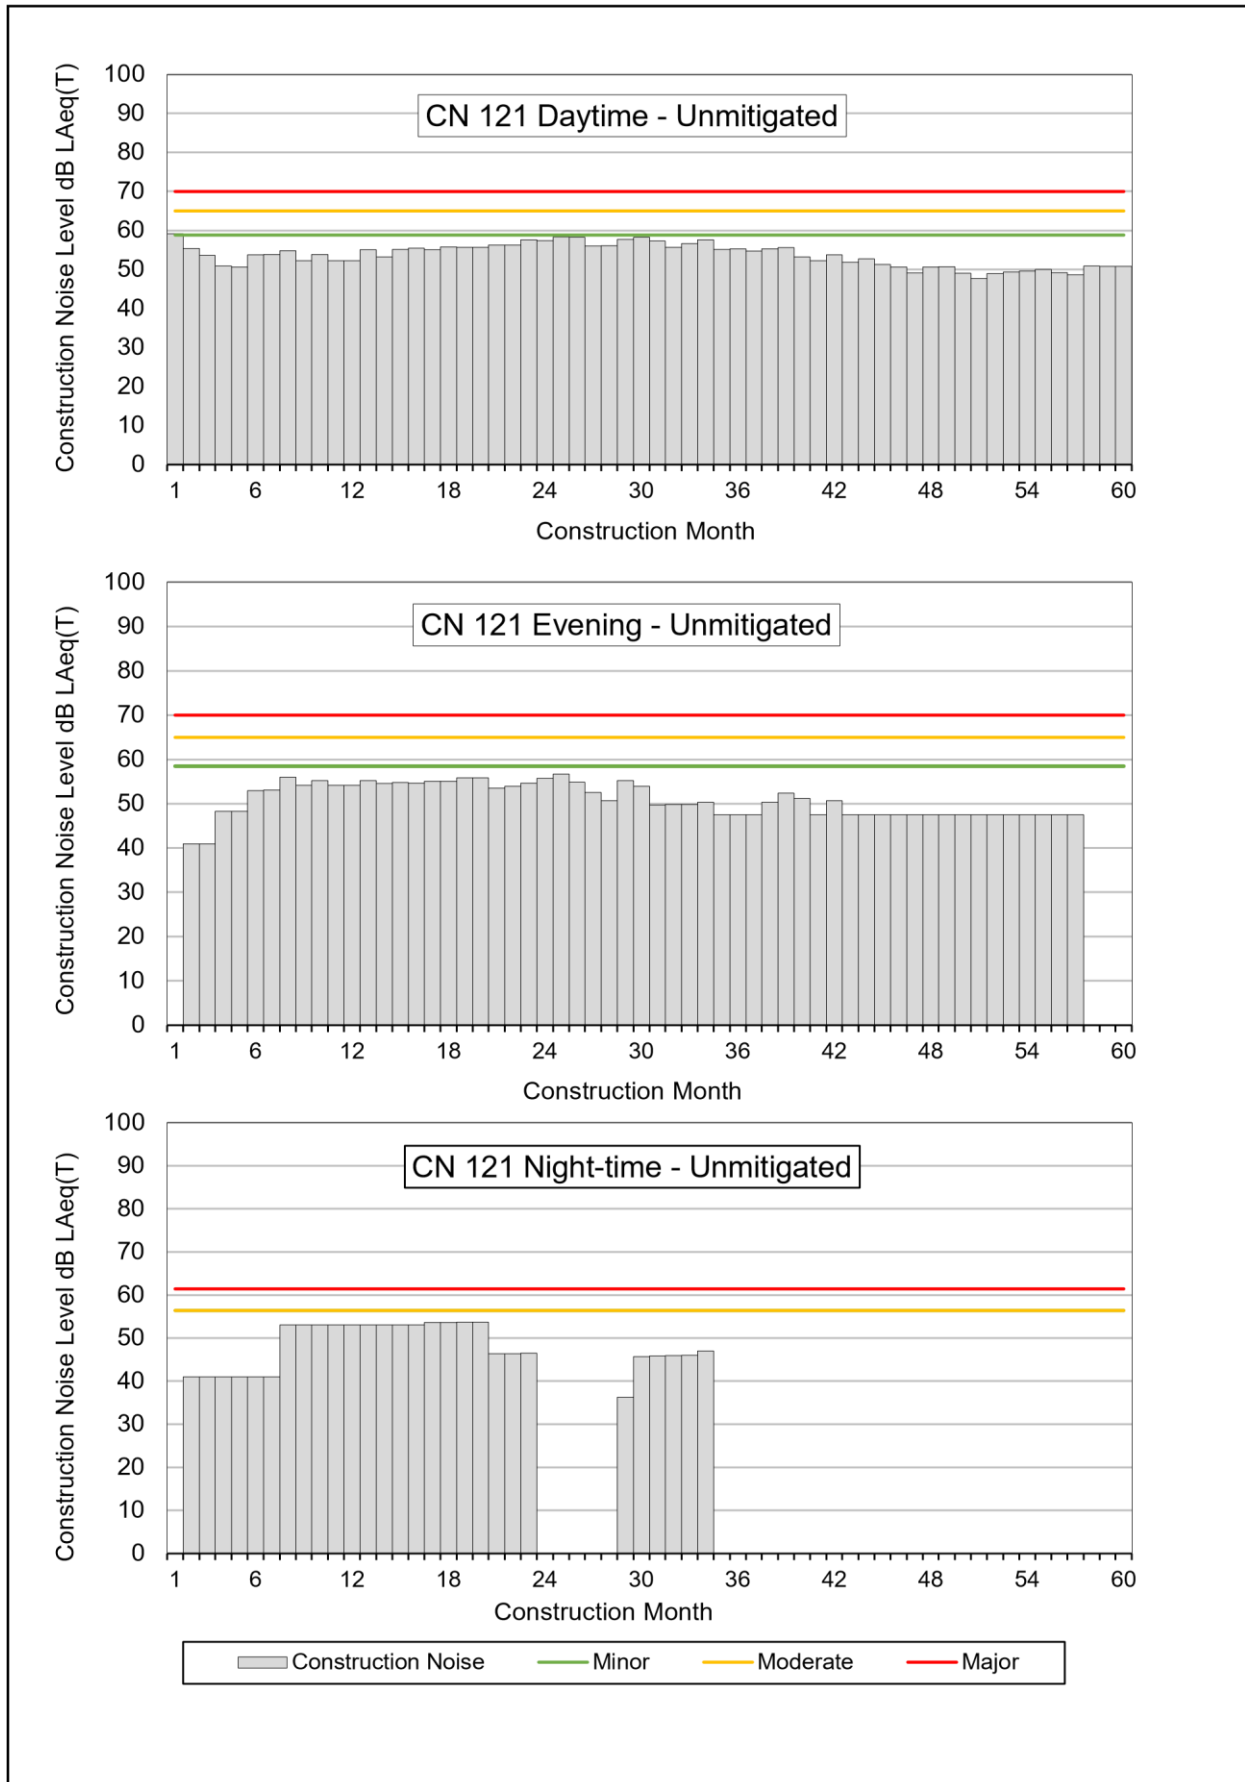 CN 121 Daytime - Unmitigated
Construction Noise Level dB LAeq(T)
100
90
80
70
60
50
40
30
20
10
0
1 6 12 18 24 30 36 42 48 54 60
Construction Month
CN 121 Evening - Unmitigated
Construction Noise Level dB LAeq(T)
100
90
80
70
60
50
40
30
20
10
0
1 6 12 18 24 30 36 42 48 54 60
Construction Month
CN 121 Night-time - Unmitigated
Construction Noise Level dB LAeq(T)
100
90
80
70
60
50
40
30
20
10
0
1 6 12 18 24 30 36 42 48 54 60
Construction Month
Construction Noise Minor Moderate Major